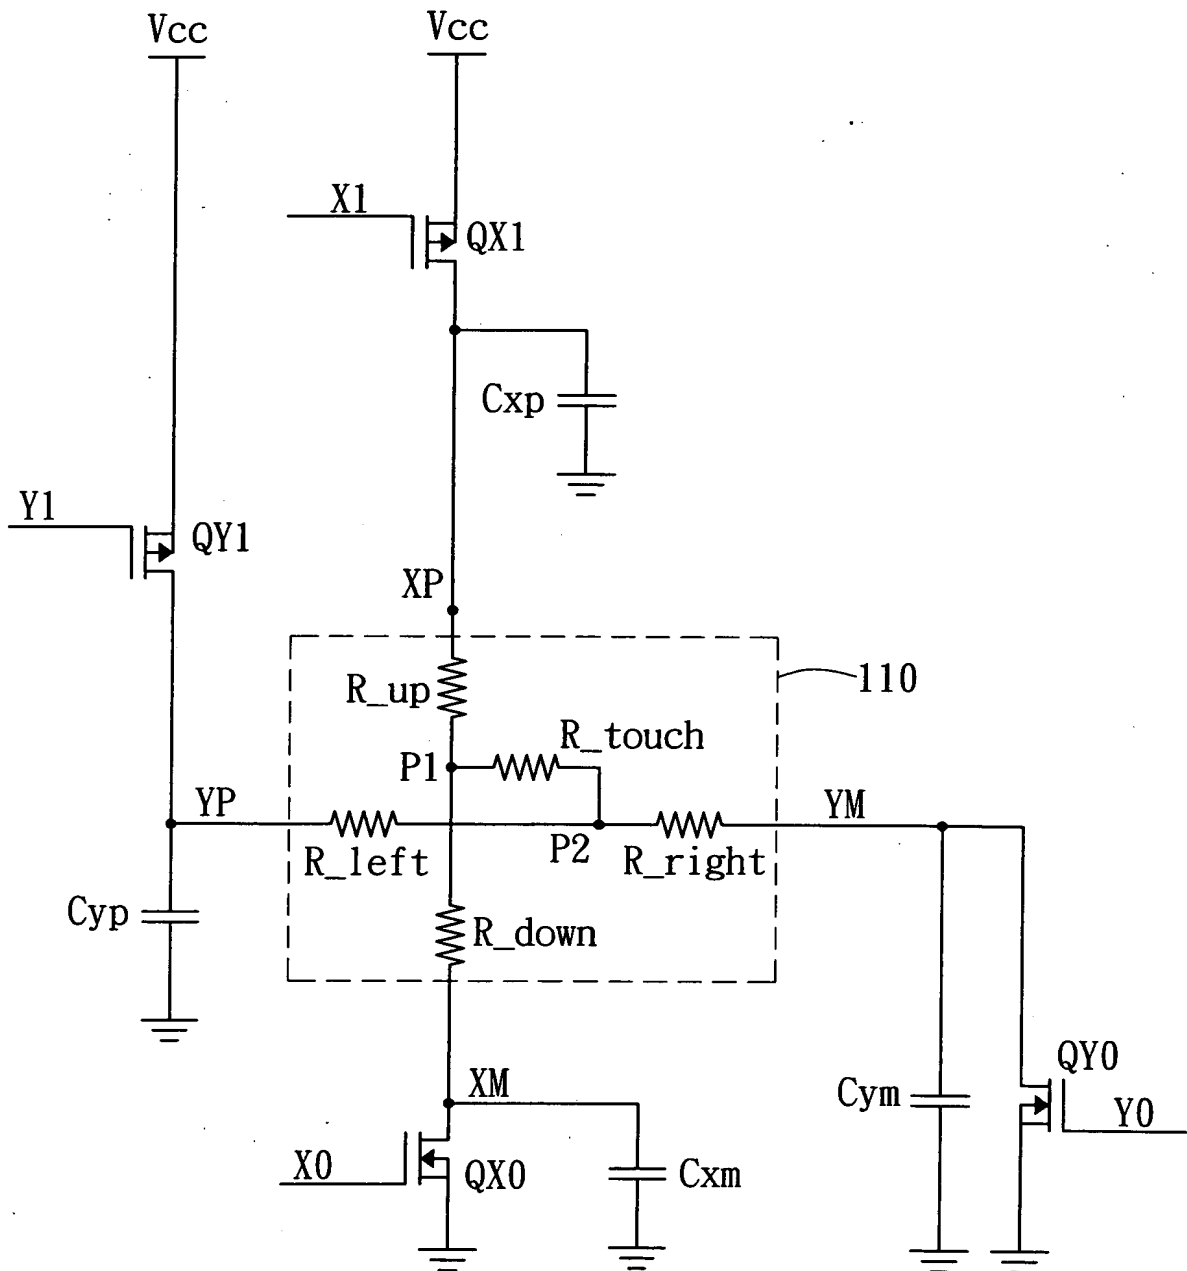 Vcc
Vcc
X1
QX1
Cxp
Y1
QY1
XP
R_up
110
R_touch
P1
YP
YM
P2
R_left
R_right
Cyp
R_down
XM
QY0
Cym
Y0
X0
QX0
Cxm